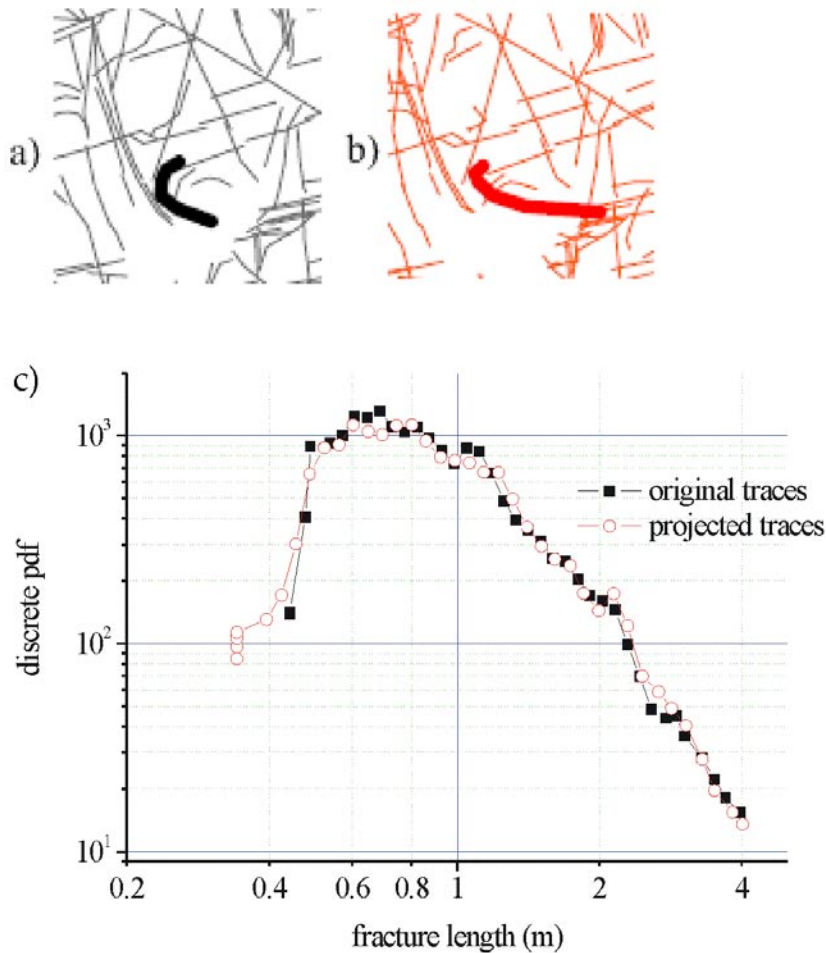 a)
b)
c)
10³
10²
10¹
discrete pdf
original traces
projected traces
0.2 0.4 0.6 0.8 1 2 4
fracture length (m)